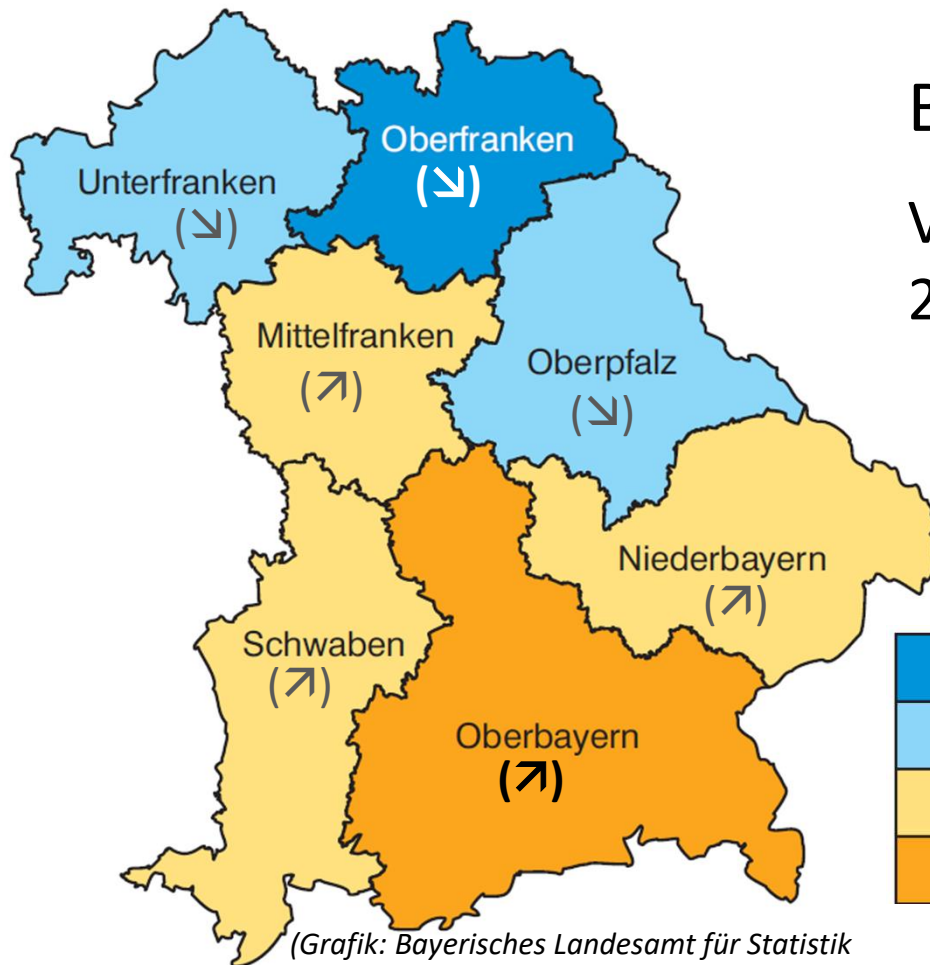 Oberfranken
(↘)
Unterfranken
(↘)
Mittelfranken
(↗)
Oberpfalz
(↘)
Niederbayern
(↗)
Schwaben
(↗)
Oberbayern
(↗)
(Grafik: Bayerisches Landesamt für Statistik